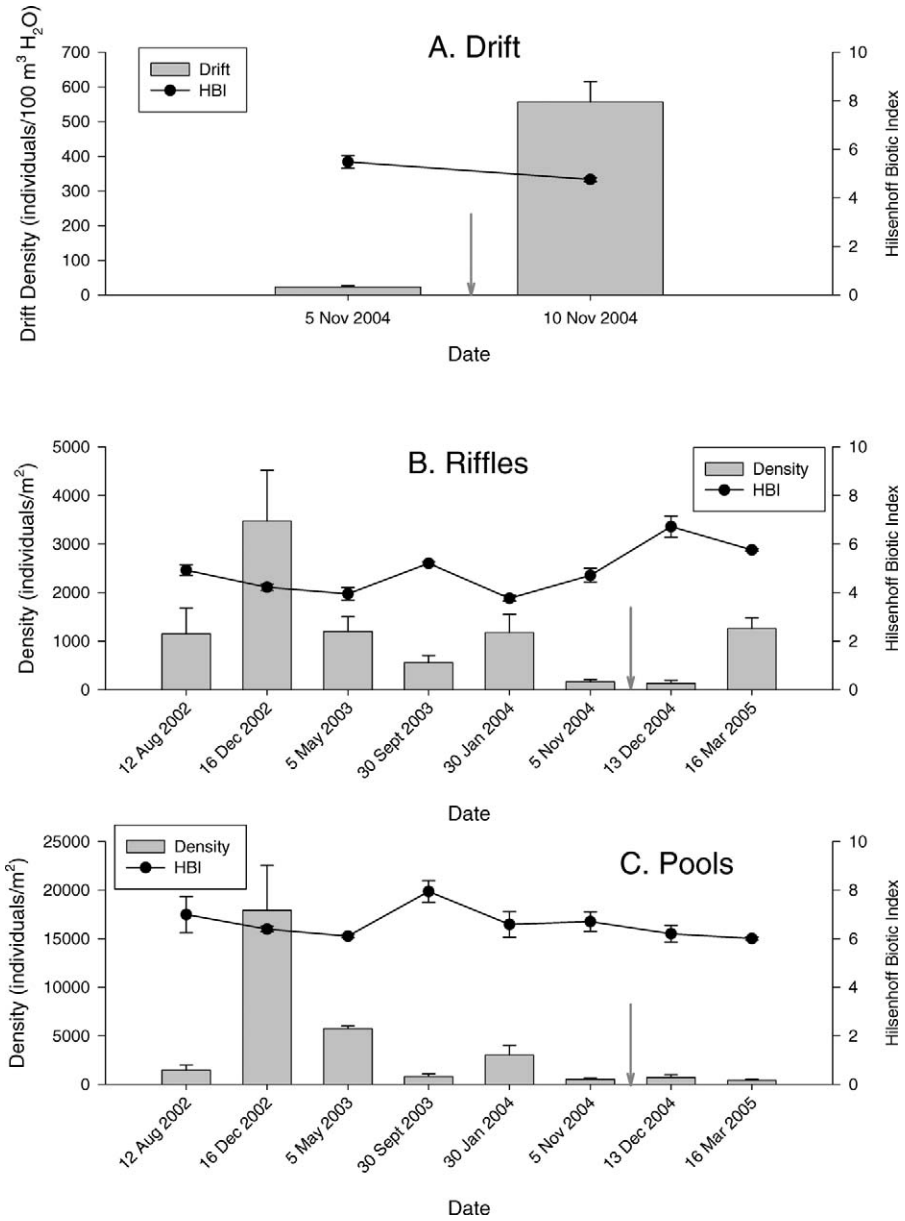 A. Drift
Drift
HBI
Drift Density (individuals/100 m³ H₂O)
700
600
500
400
300
200
100
0
10
8
6
4
2
0
Hilsenhoff Biotic Index
5 Nov 2004
10 Nov 2004
Date
B. Riffles
Density
HBI
Density (individuals/m²)
5000
4000
3000
2000
1000
0
10
8
6
4
2
0
Hilsenhoff Biotic Index
12 Aug 2002
16 Dec 2002
5 May 2003
30 Sept 2003
30 Jan 2004
5 Nov 2004
13 Dec 2004
16 Mar 2005
Date
C. Pools
Density
HBI
Density (individuals/m²)
25000
20000
15000
10000
5000
0
10
8
6
4
2
0
Hilsenhoff Biotic Index
12 Aug 2002
16 Dec 2002
5 May 2003
30 Sept 2003
30 Jan 2004
5 Nov 2004
13 Dec 2004
16 Mar 2005
Date